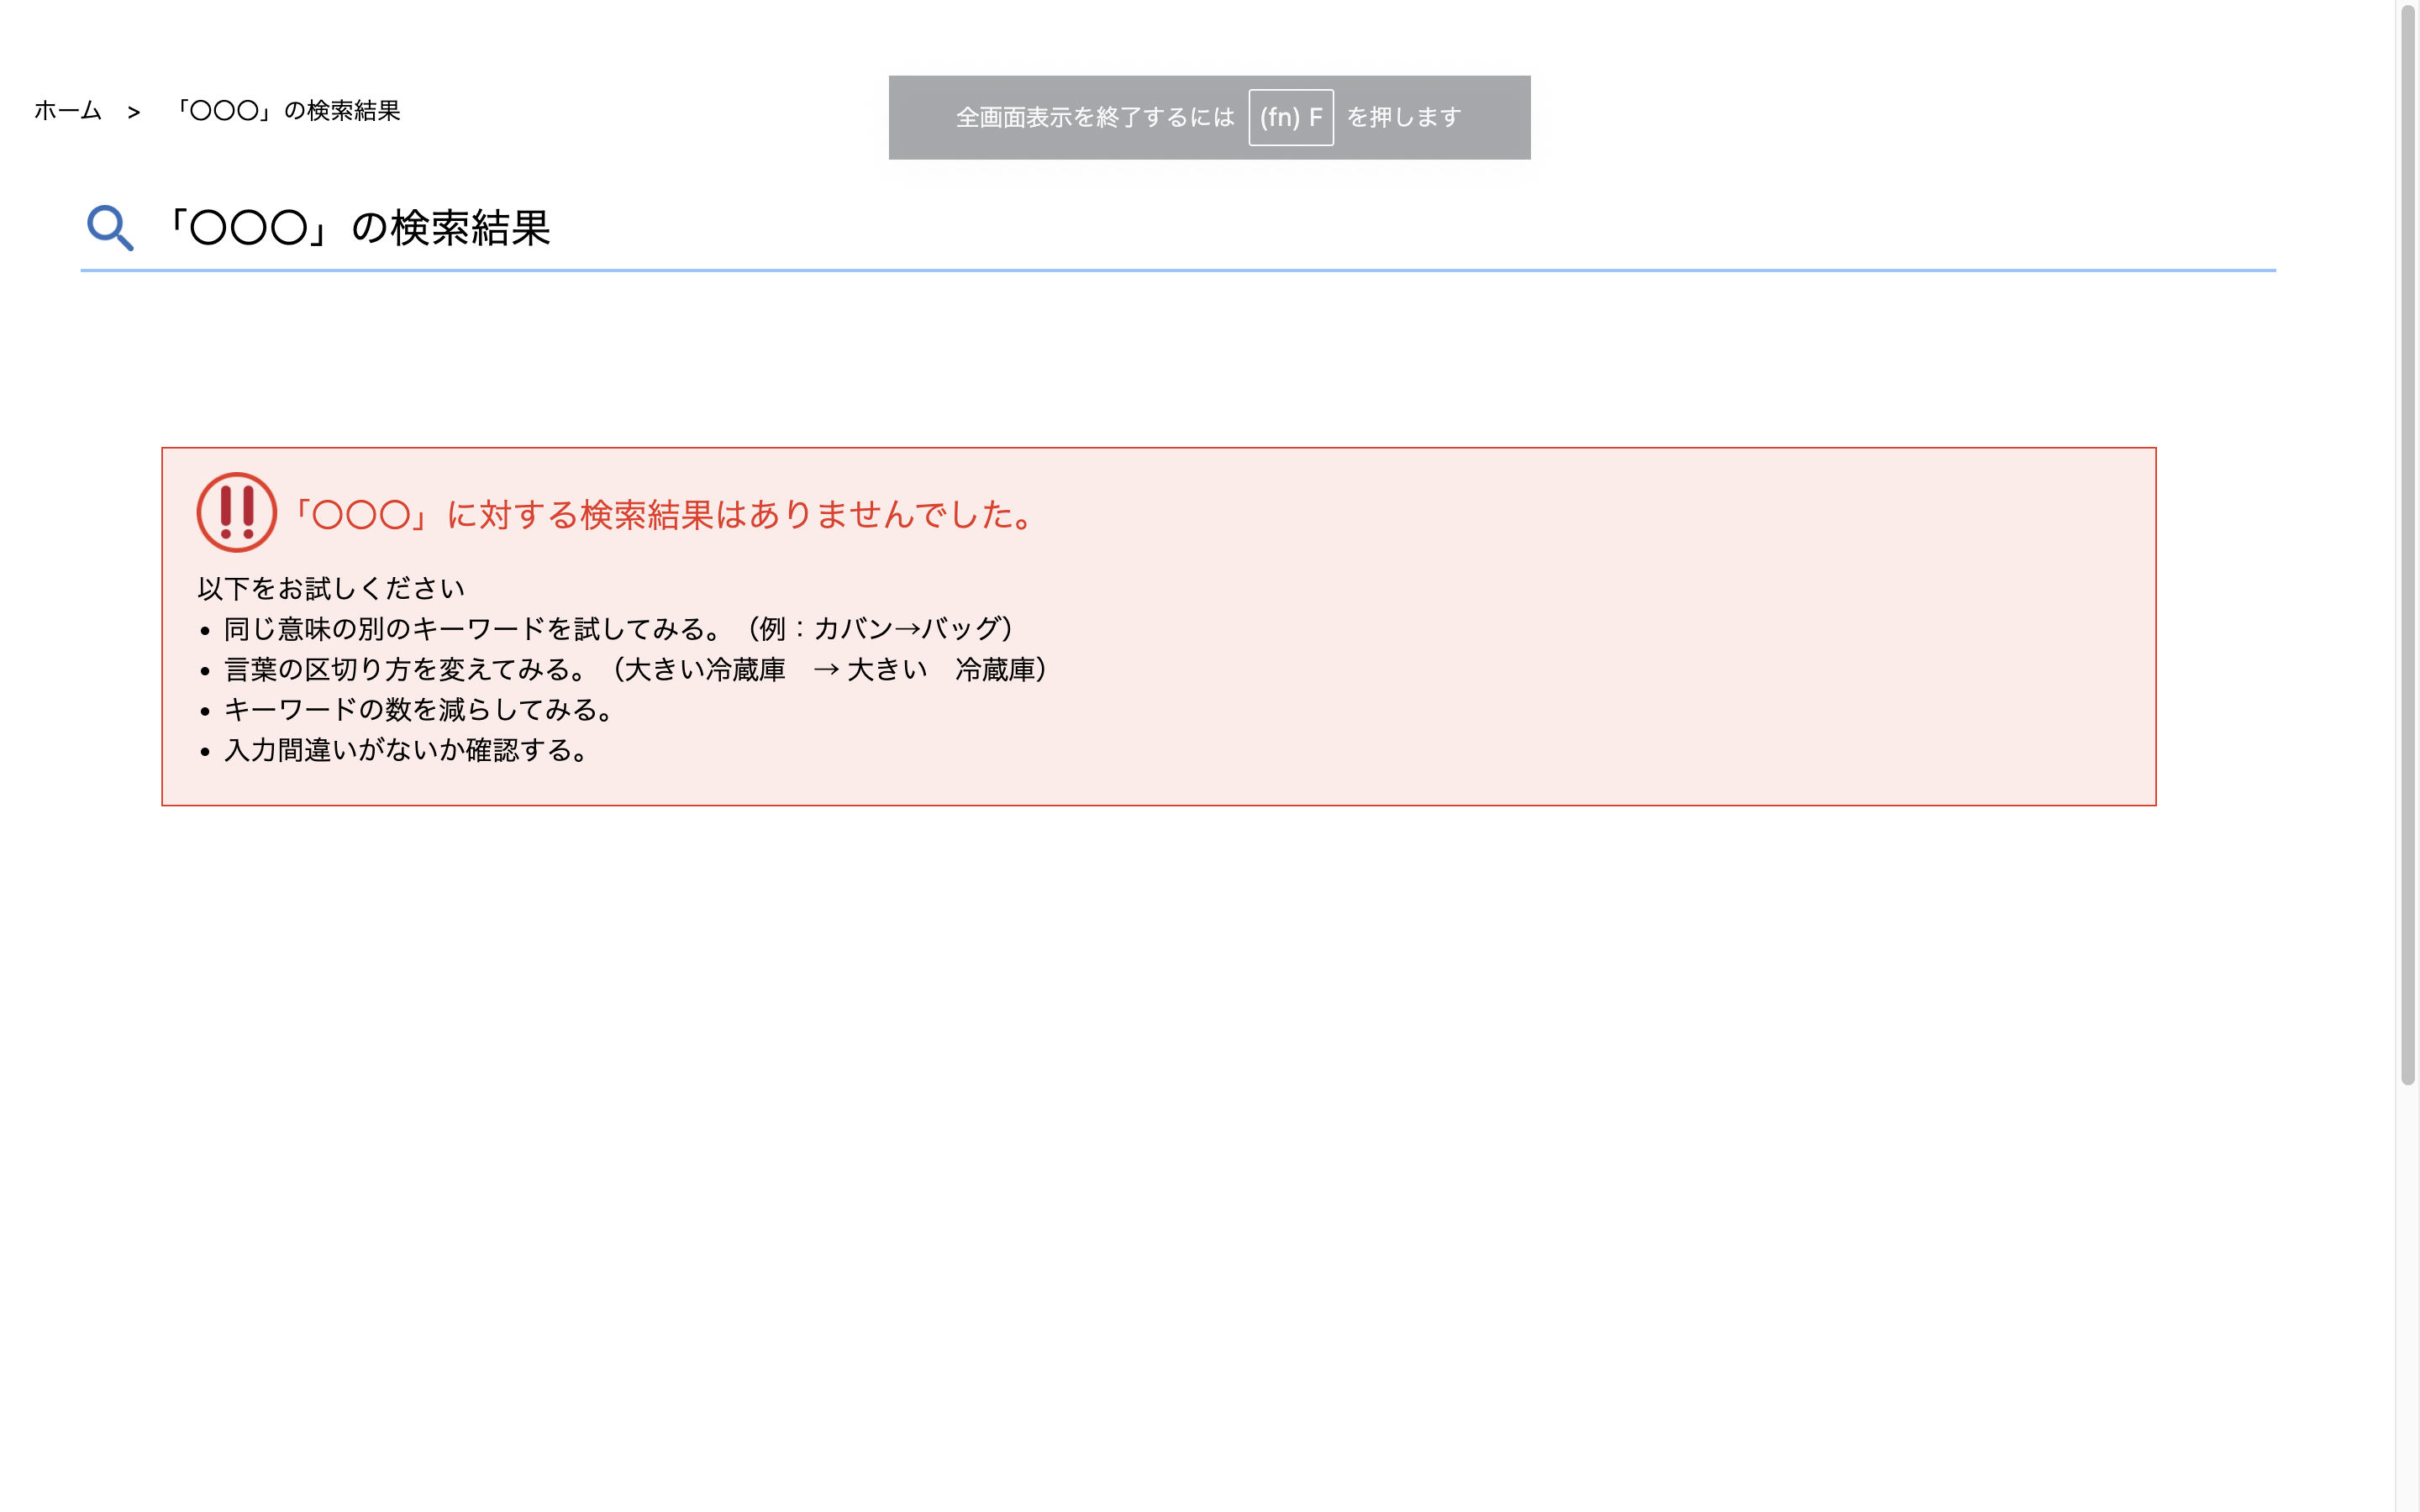 ホーム > 「〇〇〇」の検索結果
全画面表示を終了するには (fn) F を押します
「〇〇〇」の検索結果
「〇〇〇」に対する検索結果はありませんでした。
以下をお試しください
• 同じ意味の別のキーワードを試してみる。（例：カバン→バッグ）
• 言葉の区切り方を変えてみる。（大きい冷蔵庫　→ 大きい　冷蔵庫）
• キーワードの数を減らしてみる。
• 入力間違いがないか確認する。